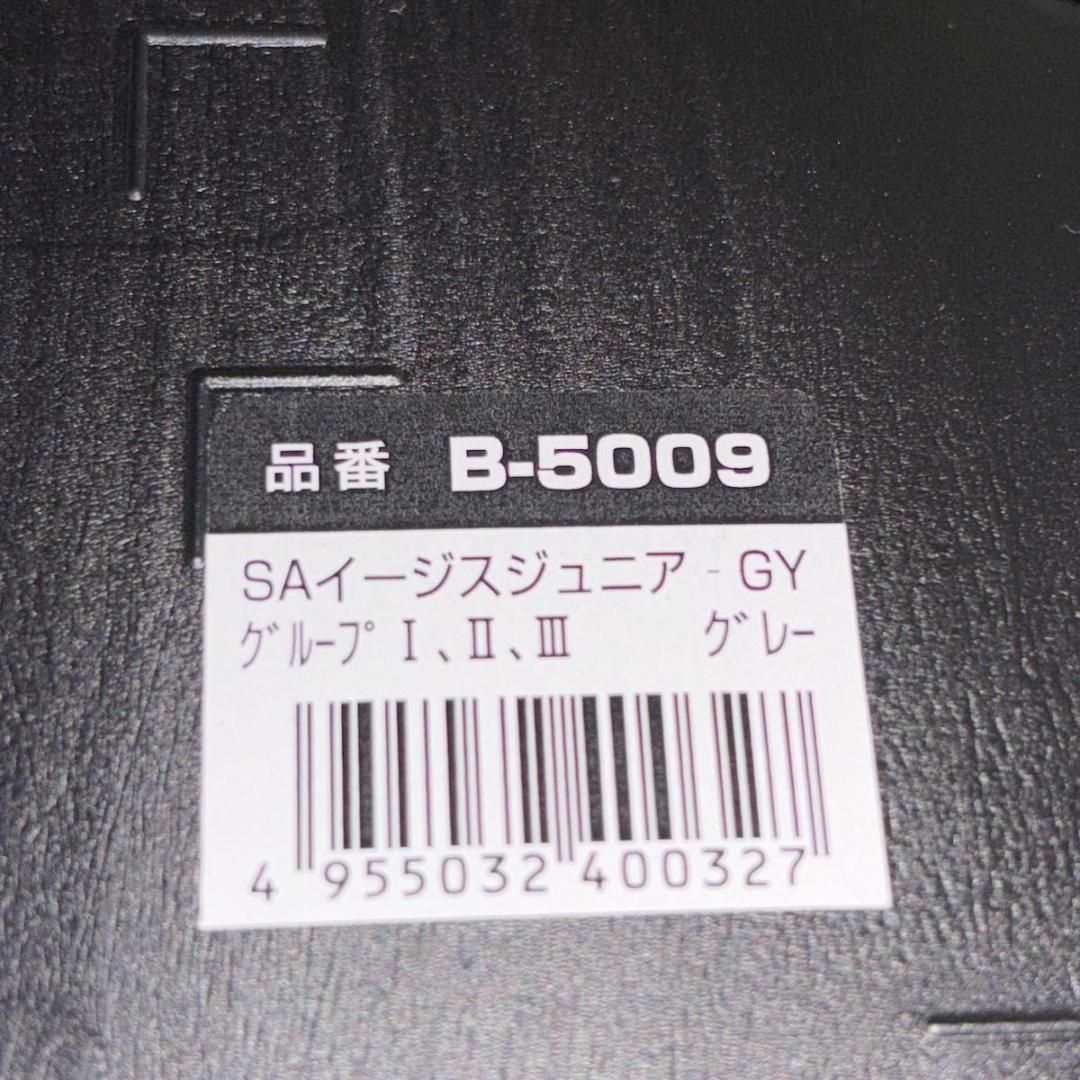 品番 B-5009
SAイージスジュニア - GY
ｸﾞﾙｰﾌﾟ Ⅰ、Ⅱ、Ⅲ ｸﾞﾚｰ
4 955032 400327